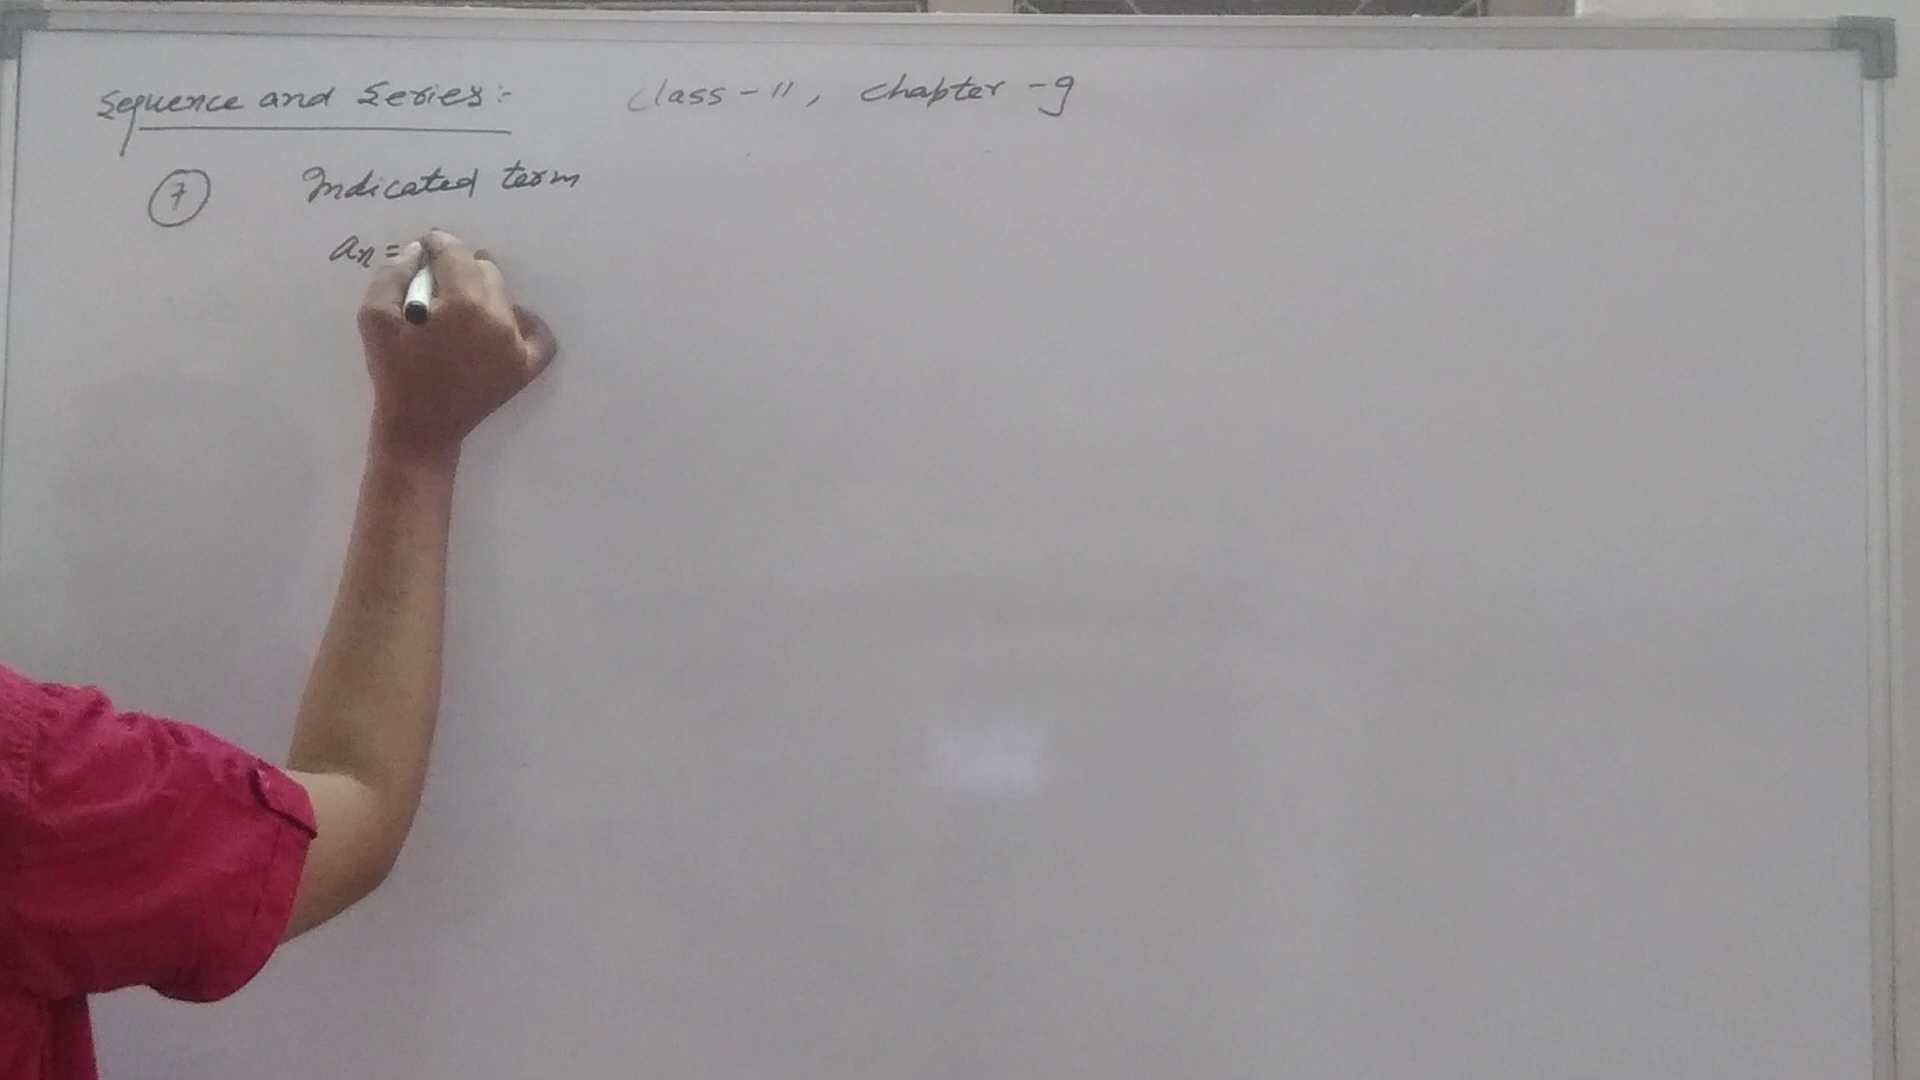 Sequence and Series:- Class-11, Chapter-9
7 Indicated term
an =